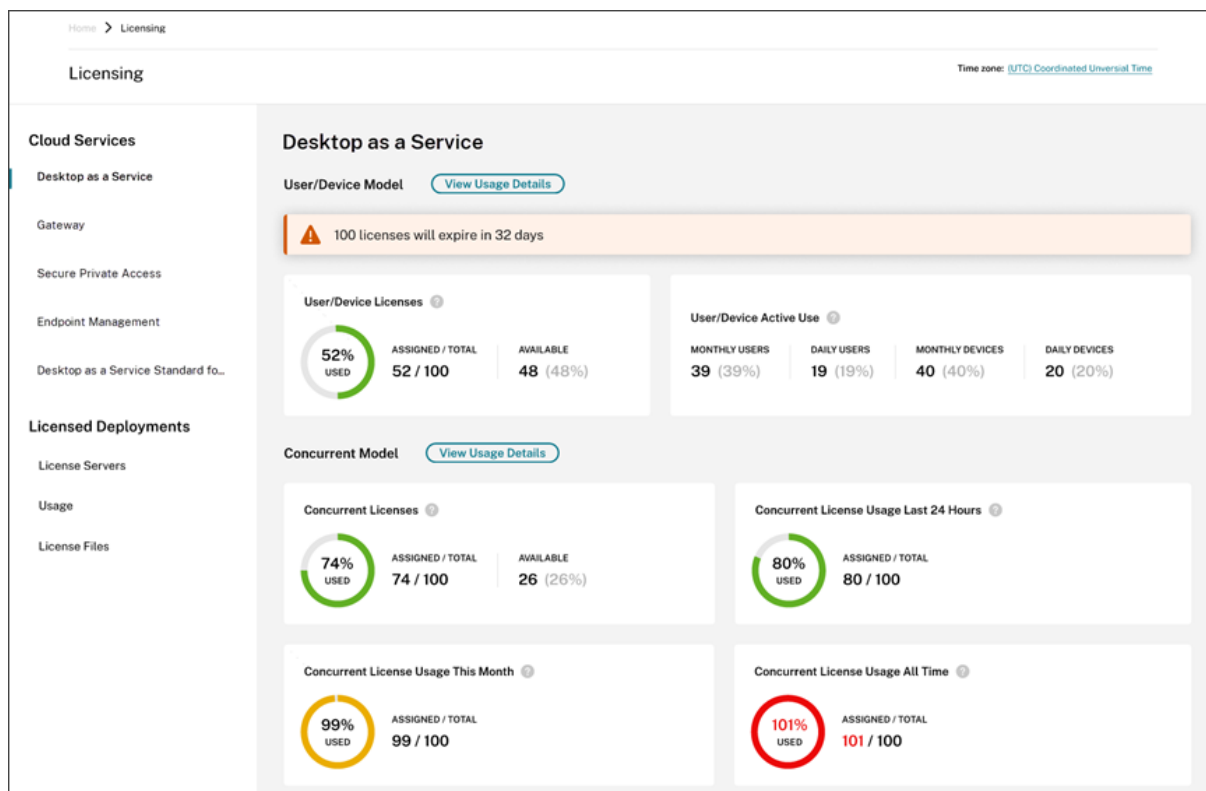 Home > Licensing
Licensing
Time zone: (UTC) Coordinated Unversial Time
Cloud Services
Desktop as a Service
Gateway
Secure Private Access
Endpoint Management
Desktop as a Service Standard fo...
Licensed Deployments
License Servers
Usage
License Files
Desktop as a Service
User/Device Model View Usage Details
100 licenses will expire in 32 days
User/Device Licenses ?
52%
USED
ASSIGNED / TOTAL
52 / 100
AVAILABLE
48 (48%)
User/Device Active Use ?
MONTHLY USERS
39 (39%)
DAILY USERS
19 (19%)
MONTHLY DEVICES
40 (40%)
DAILY DEVICES
20 (20%)
Concurrent Model View Usage Details
Concurrent Licenses ?
74%
USED
ASSIGNED / TOTAL
74 / 100
AVAILABLE
26 (26%)
Concurrent License Usage Last 24 Hours ?
80%
USED
ASSIGNED / TOTAL
80 / 100
Concurrent License Usage This Month ?
99%
USED
ASSIGNED / TOTAL
99 / 100
Concurrent License Usage All Time ?
101%
USED
ASSIGNED / TOTAL
101 / 100